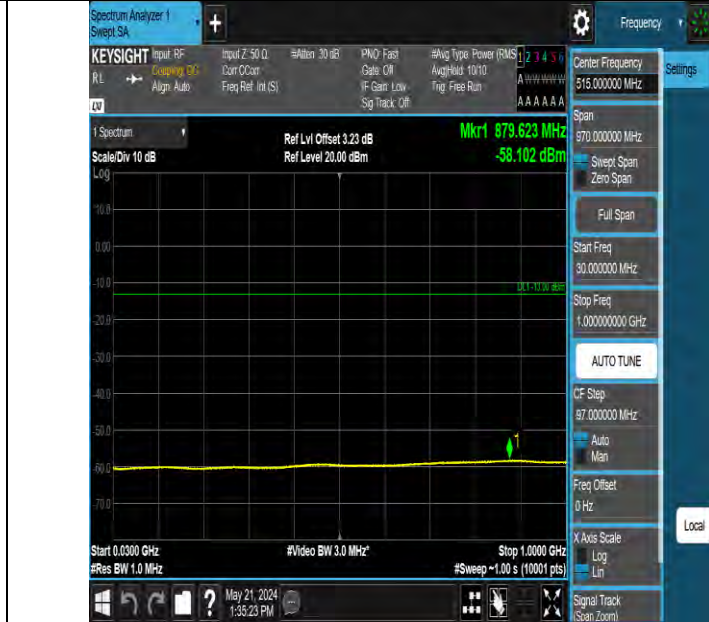 Spectrum Analyzer 1
Swept SA
+
Frequency
KEYSIGHT
Input: RF
Coupling: DC
Align: Auto
Input Z: 50 Ω
Corr CCorr
Freq Ref: Int (S)
#Atten: 30 dB
PNO: Fast
Gate: Off
IF Gain: Low
Sig Track: Off
#Avg Type: Power (RMS
Avg|Hold: 10/10
Trig: Free Run
1 2 3 4 5 6
A W W W W W
A A A A A A
RL
LXI
1 Spectrum
Scale/Div 10 dB
Log
Ref Lvl Offset 3.23 dB
Ref Level 20.00 dBm
Mkr1 879.623 MHz
-58.102 dBm
10.0
0.00
-10.0
DL1 -13.00 dBm
-20.0
-30.0
-40.0
-50.0
1
-60.0
-70.0
Start 0.0300 GHz
#Res BW 1.0 MHz
#Video BW 3.0 MHz*
Stop 1.0000 GHz
#Sweep ~1.00 s (10001 pts)
?
May 21, 2024
1:35:23 PM
Center Frequency
515.000000 MHz
Settings
Span
970.000000 MHz
Swept Span
Zero Span
Full Span
Start Freq
30.000000 MHz
Stop Freq
1.000000000 GHz
AUTO TUNE
CF Step
97.000000 MHz
Auto
Man
Freq Offset
0 Hz
X Axis Scale
Log
Lin
Local
Signal Track
(Span Zoom)